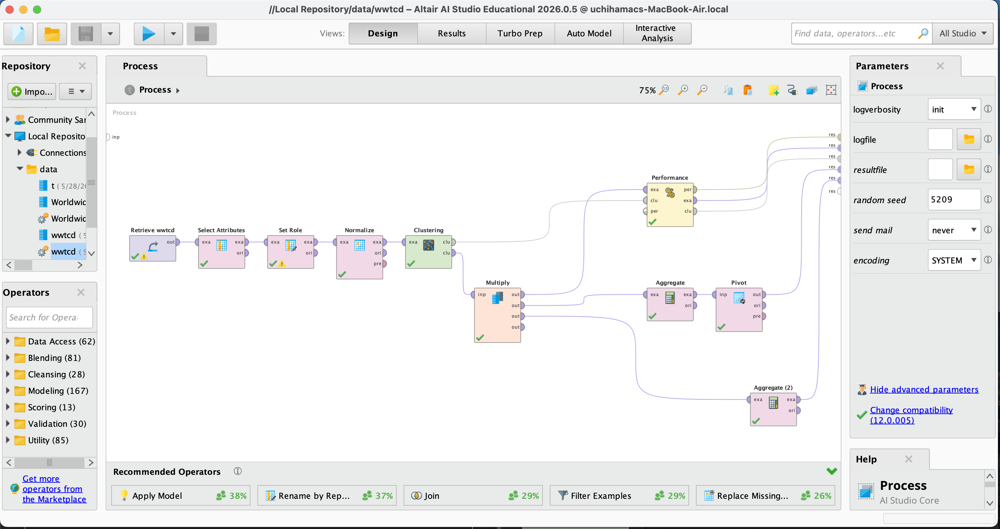 //Local Repository/data/wwtcd – Altair AI Studio Educational 2026.0.5 @ uchihamacs-MacBook-Air.local
Views:
Design
Results
Turbo Prep
Auto Model
Interactive
Analysis
Find data, operators...etc
All Studio
Repository
Impo...
Community Sar
Local Reposito
Connections
data
t ( 5/28/2
Worldwid
Worldwid
wwtcd ( 5
wwtcd ( 5
Operators
Search for Opera
Data Access (62)
Blending (81)
Cleansing (28)
Modeling (167)
Scoring (13)
Validation (30)
Utility (85)
Get more
operators from
the Marketplace
Process
Process
75%
1:1
Process
inp
res
res
res
res
res
res
Performance
exa per
clu exa
per clu
Retrieve wwtcd
out
Select Attributes
exa exa
ori
Set Role
exa exa
ori
Normalize
exa exa
ori
pre
Clustering
exa clu
clu
Multiply
inp out
out
out
out
Aggregate
exa exa
ori
Pivot
inp out
ori
pre
Aggregate (2)
exa exa
ori
Recommended Operators
Apply Model 38%
Rename by Rep... 37%
Join 29%
Filter Examples 29%
Replace Missing... 26%
Parameters
Process
logverbosity init
logfile
resultfile
random seed 5209
send mail never
encoding SYSTEM
Hide advanced parameters
Change compatibility
(12.0.005)
Help
Process
AI Studio Core